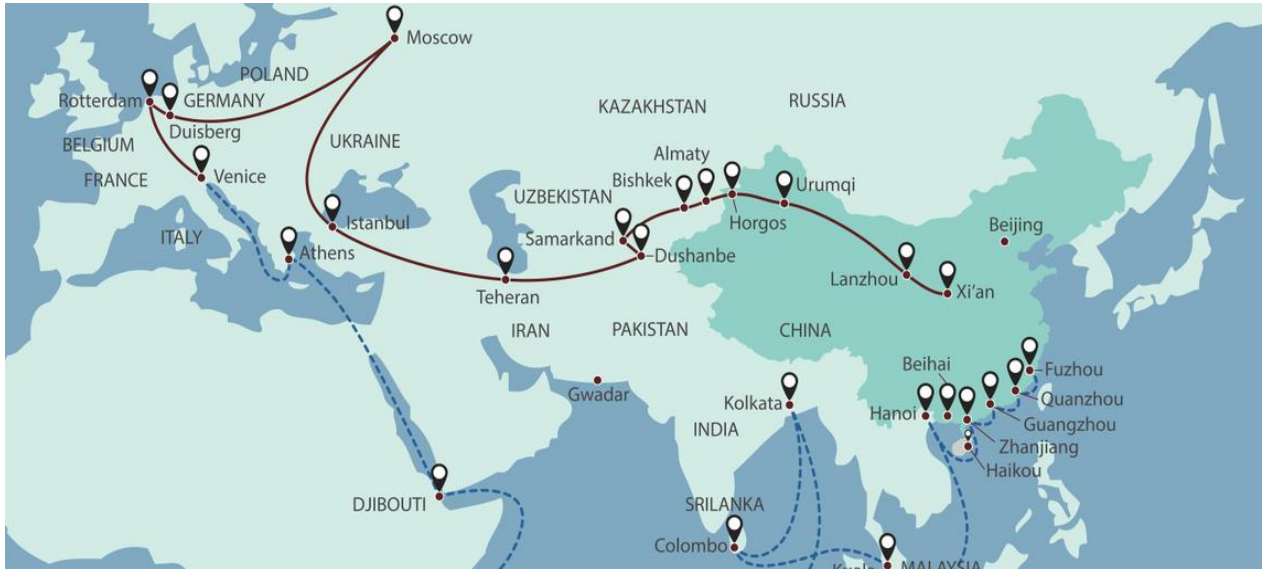 Moscow
POLAND
Rotterdam
GERMANY
KAZAKHSTAN
RUSSIA
Duisberg
BELGIUM
UKRAINE
Almaty
FRANCE
Venice
Bishkek
Urumqi
UZBEKISTAN
Istanbul
Horgos
ITALY
Samarkand
Beijing
Athens
Dushanbe
Lanzhou
Teheran
Xi'an
IRAN
PAKISTAN
CHINA
Beihai
Fuzhou
Gwadar
Kolkata
Quanzhou
Hanoi
Guangzhou
INDIA
Zhanjiang
Haikou
DJIBOUTI
SRILANKA
Colombo
MALAYSIA